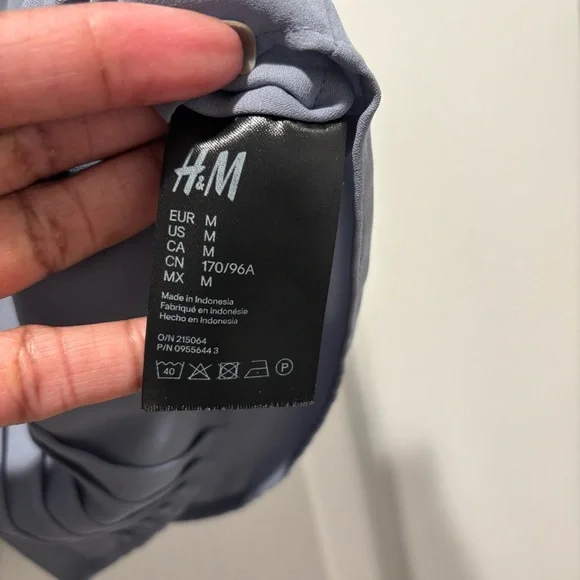 H&M
EUR M
US M
CA M
CN 170/96A
MX M
Made in Indonesia
Fabriqué en Indonésie
Hecho en Indonesia
O/N 215064
P/N 0955644 3
40 P